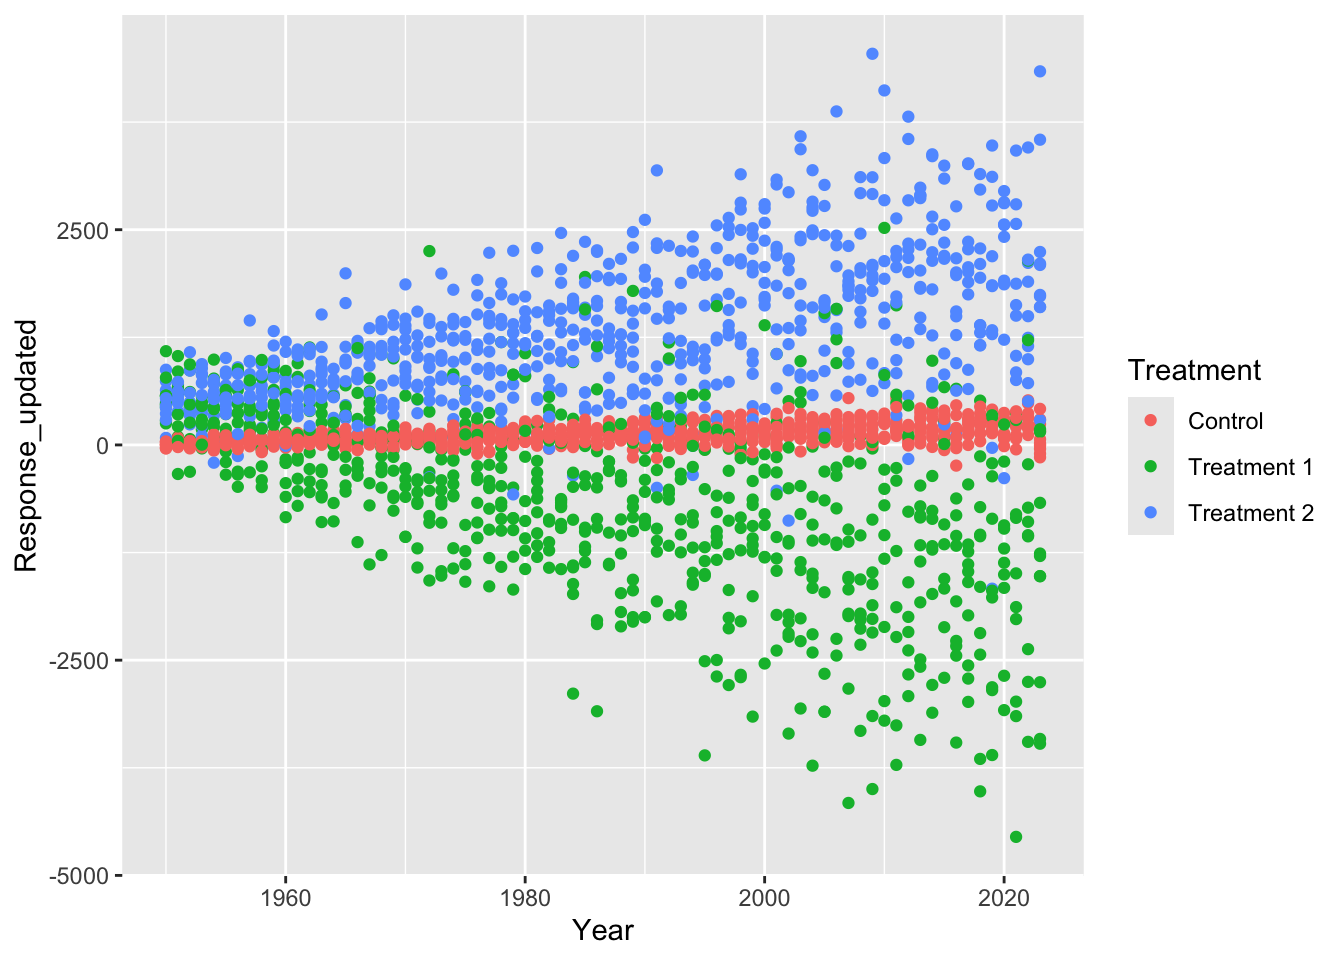 2500
0
-2500
-5000
Response_updated
1960
1980
2000
2020
Year
Treatment
Control
Treatment 1
Treatment 2